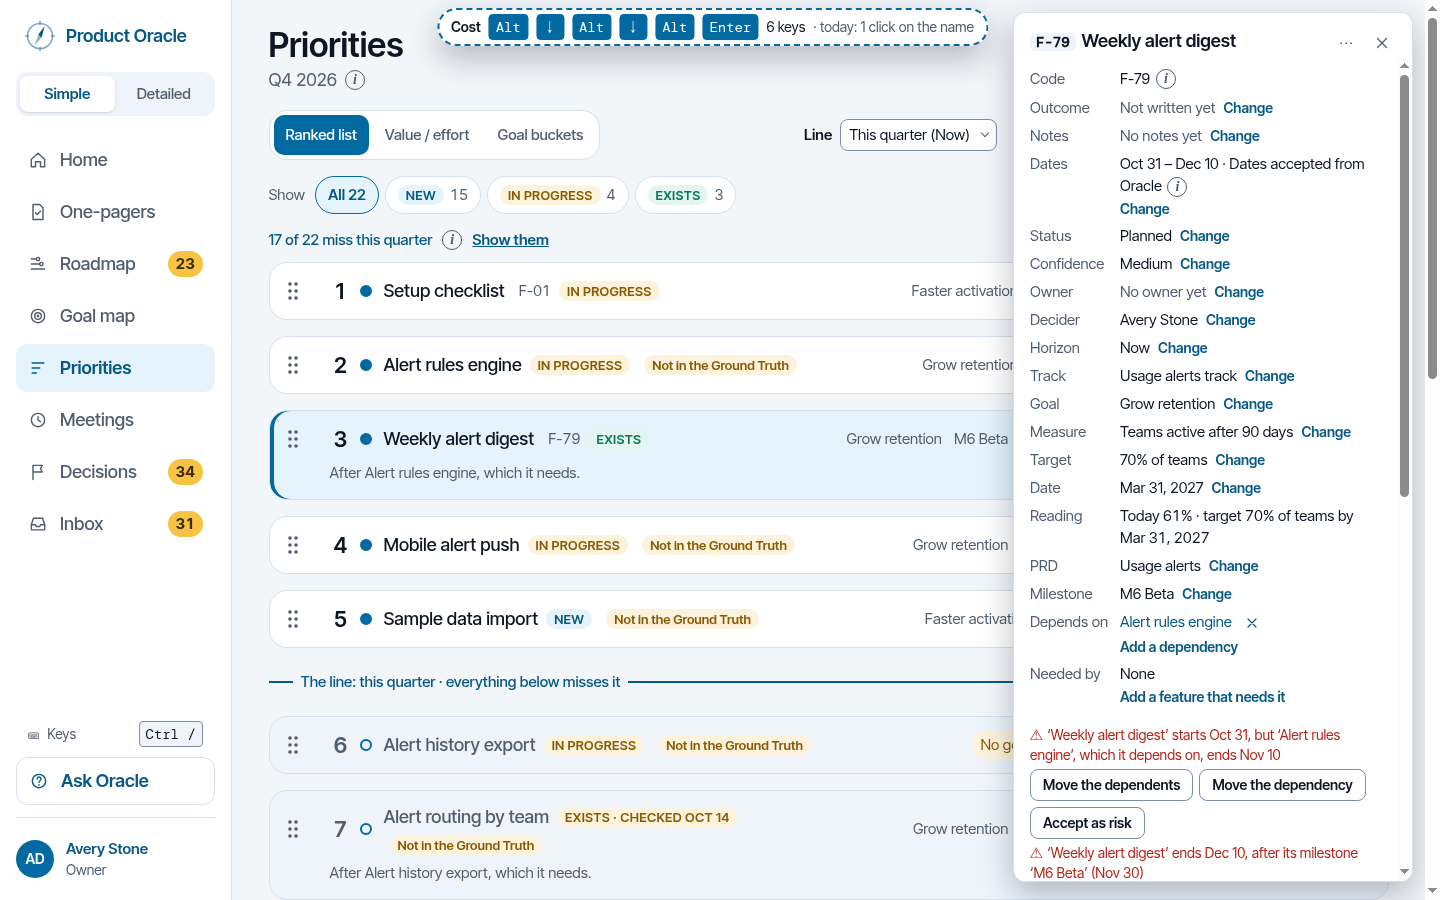 Product Oracle
Simple
Detailed
Home
One-pagers
Roadmap 23
Goal map
Priorities
Meetings
Decisions 34
Inbox 31
Keys Ctrl /
Ask Oracle
AD
Avery Stone
Owner
Cost Alt ↓ Alt ↓ Alt Enter 6 keys · today: 1 click on the name
Priorities
Q4 2026 i
Ranked list
Value / effort
Goal buckets
Line This quarter (Now)
Show All 22 NEW 15 IN PROGRESS 4 EXISTS 3
17 of 22 miss this quarter i Show them
1 Setup checklist F-01 IN PROGRESS Faster activation
2 Alert rules engine IN PROGRESS Not in the Ground Truth Grow retention
3 Weekly alert digest F-79 EXISTS Grow retention M6 Beta
After Alert rules engine, which it needs.
4 Mobile alert push IN PROGRESS Not in the Ground Truth Grow retention
5 Sample data import NEW Not in the Ground Truth Faster activati
The line: this quarter · everything below misses it
6 Alert history export IN PROGRESS Not in the Ground Truth No go
7 Alert routing by team EXISTS · CHECKED OCT 14 Grow retention
Not in the Ground Truth
After Alert history export, which it needs.
F-79 Weekly alert digest ···
Code F-79 i
Outcome Not written yet Change
Notes No notes yet Change
Dates Oct 31 – Dec 10 · Dates accepted from
Oracle i
Change
Status Planned Change
Confidence Medium Change
Owner No owner yet Change
Decider Avery Stone Change
Horizon Now Change
Track Usage alerts track Change
Goal Grow retention Change
Measure Teams active after 90 days Change
Target 70% of teams Change
Date Mar 31, 2027 Change
Reading Today 61% · target 70% of teams by
Mar 31, 2027
PRD Usage alerts Change
Milestone M6 Beta Change
Depends on Alert rules engine ×
Add a dependency
Needed by None
Add a feature that needs it
⚠ ‘Weekly alert digest’ starts Oct 31, but ‘Alert rules
engine’, which it depends on, ends Nov 10
Move the dependents
Move the dependency
Accept as risk
⚠ ‘Weekly alert digest’ ends Dec 10, after its milestone
‘M6 Beta’ (Nov 30)